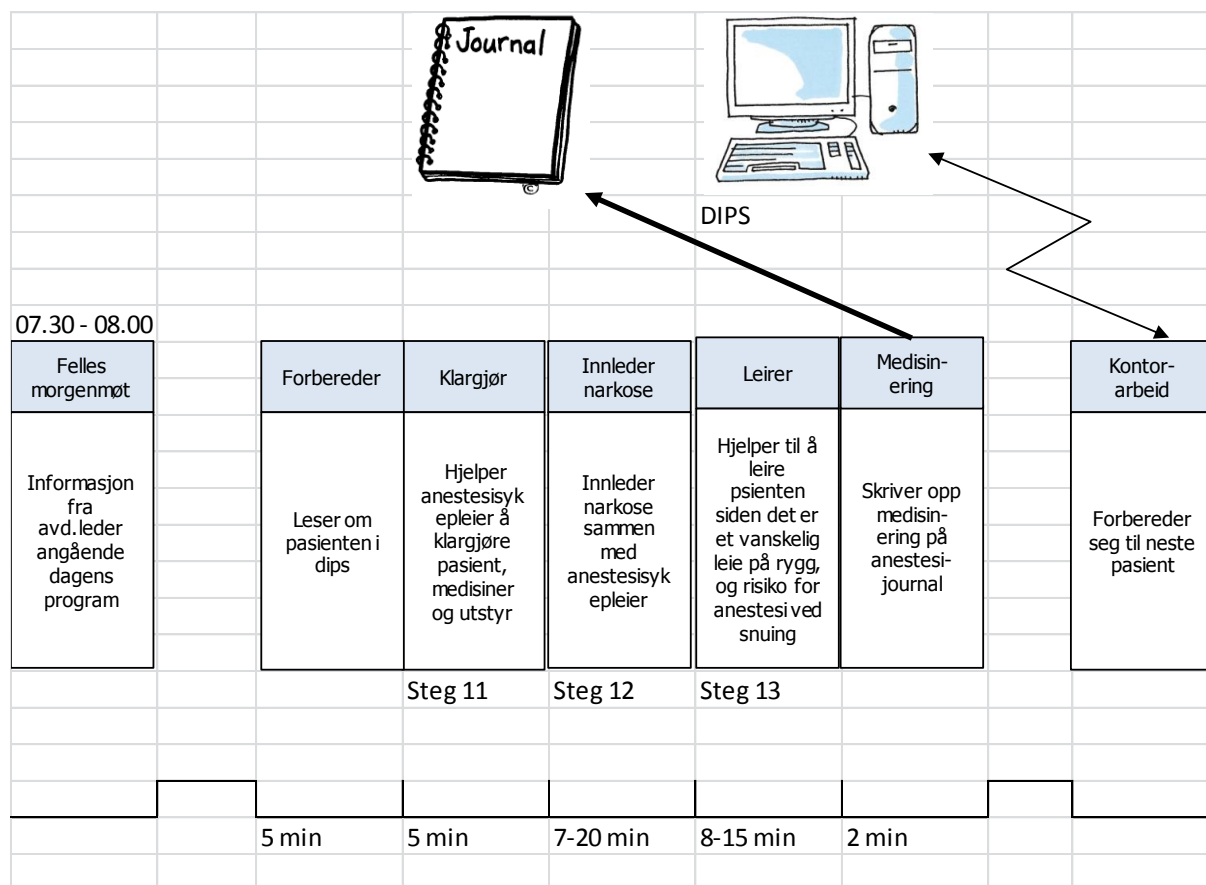 Journal
©
DIPS
07.30 - 08.00
Felles
morgenmøt
Informasjon
fra
avd.leder
angående
dagens
program
Forbereder
Leser om
pasienten i
dips
Klargjør
Hjelper
anestesisyk
epleier å
klargjøre
pasient,
medisiner
og utstyr
Innleder
narkose
Innleder
narkose
sammen
med
anestesisyk
epleier
Leirer
Hjelper til å
leire
psienten
siden det er
et vanskelig
leie på rygg,
og risiko for
anestesi ved
snuing
Medisin-
ering
Skriver opp
medisin-
ering på
anestesi-
journal
Kontor-
arbeid
Forbereder
seg til neste
pasient
Steg 11
Steg 12
Steg 13
5 min
5 min
7-20 min
8-15 min
2 min